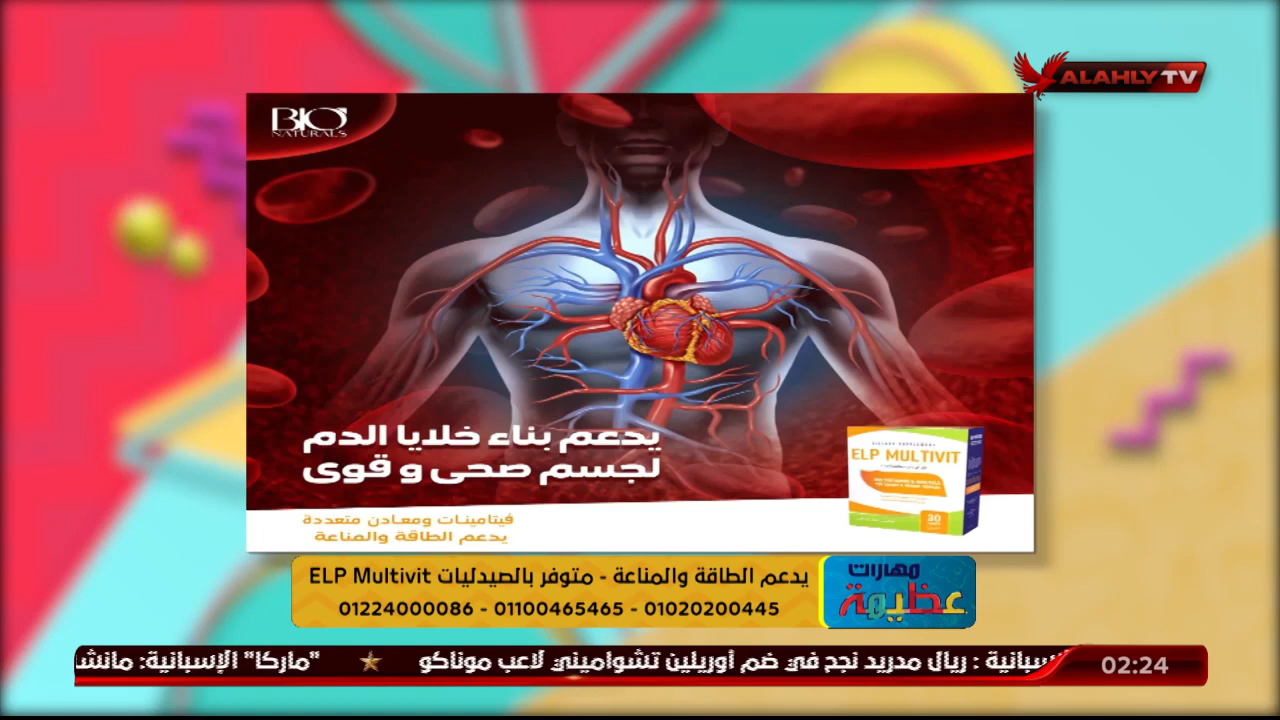 ALAHLY TV
BIO
NATURALS
يدعم بناء خلايا الدم
لجسم صحى و قوى
فيتامينات ومعادن متعددة
يدعم الطاقة والمناعة
DIETARY SUPPLEMENT
ELP MULTIVIT
30
يدعم الطاقة والمناعة - متوفر بالصيدليات ELP Multivit
01224000086 - 01100465465 - 01020200445
مهارات
عظيمة
الإسبانية : ريال مدريد نجح في ضم أوريلين تشواميني لاعب موناكو ★ "ماركا" الإسبانية: مانش
02:24